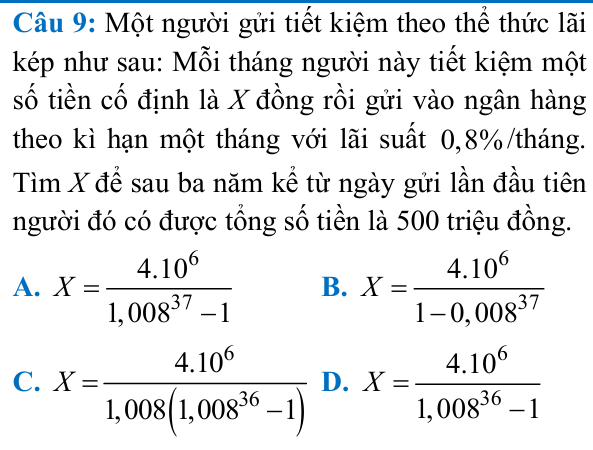 Câu 9: Một người gửi tiết kiệm theo thể thức lãi
kép như sau: Mỗi tháng người này tiết kiệm một
số tiền cố định là X đồng rồi gửi vào ngân hàng
theo kì hạn một tháng với lãi suất 0,8%/tháng.
Tìm X để sau ba năm kể từ ngày gửi lần đầu tiên
người đó có được tổng số tiền là 500 triệu đồng.
A. X = \frac{4.10^6}{1,008^{37} - 1} B. X = \frac{4.10^6}{1 - 0,008^{37}}
C. X = \frac{4.10^6}{1,008(1,008^{36} - 1)} D. X = \frac{4.10^6}{1,008^{36} - 1}